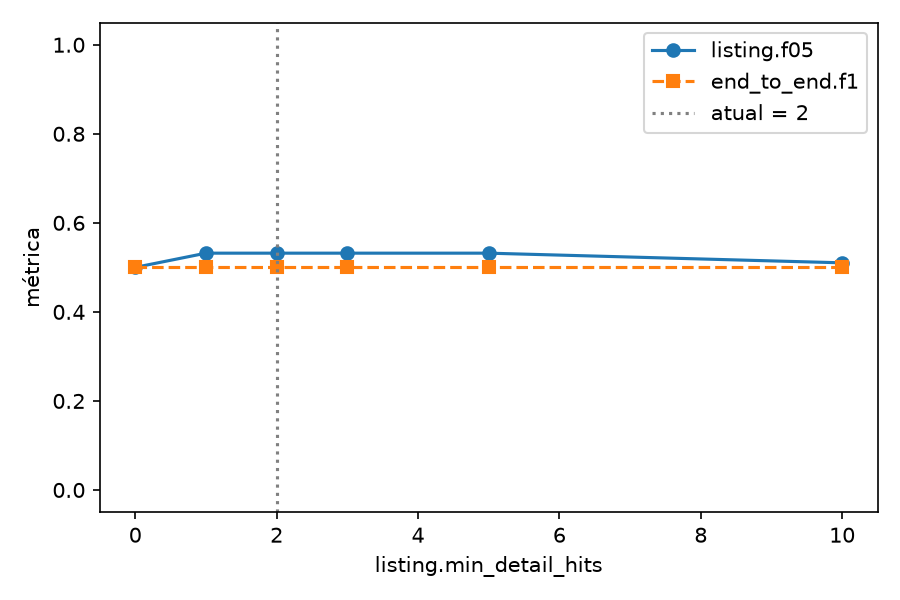 listing.f05
end_to_end.f1
atual = 2
métrica
1.0
0.8
0.6
0.4
0.2
0.0
0 2 4 6 8 10
listing.min_detail_hits